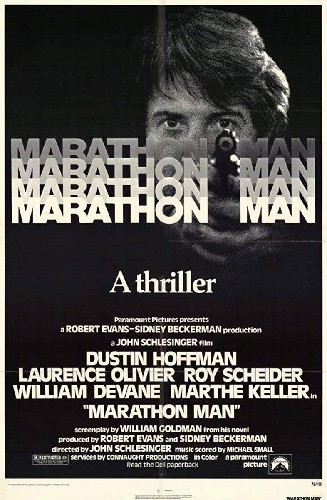 MARATHON MAN
MARATHON MAN
MARATHON MAN
MARATHON MAN
A thriller
Paramount Pictures presents
a ROBERT EVANS-SIDNEY BECKERMAN production
a JOHN SCHLESINGER film
DUSTIN HOFFMAN
LAURENCE OLIVIER ROY SCHEIDER
WILLIAM DEVANE MARTHE KELLER in
"MARATHON MAN"
screenplay by WILLIAM GOLDMAN from his novel
produced by ROBERT EVANS and SIDNEY BECKERMAN
directed by JOHN SCHLESINGER music scored by MICHAEL SMALL
services by CONNAUGHT PRODUCTIONS in color a paramount picture
Read the Dell paperback
R RESTRICTED
"MARATHON MAN"